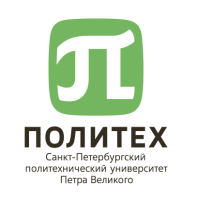 П
ПОЛИТЕХ
Санкт-Петербургский
политехнический университет
Петра Великого